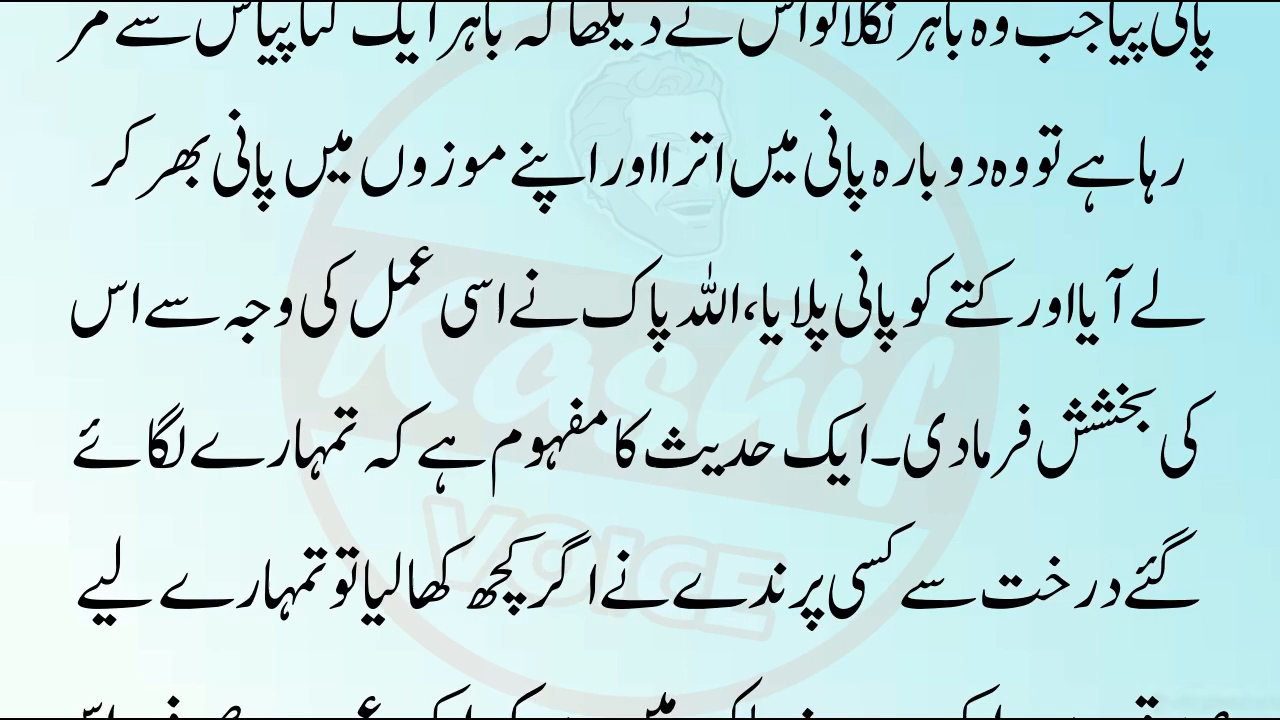 پانی پیا جب وہ باہر نکلا تو اس نے دیکھا کہ باہر ایک کتا پیاس سے مر
رہا ہے تو وہ دوبارہ پانی میں اترا اور اپنے موزوں میں پانی بھر کر
لے آیا اور کتے کو پانی پلایا، اللہ پاک نے اسی عمل کی وجہ سے اس
کی بخشش فرما دی۔ ایک حدیث کا مفہوم ہے کہ تمہارے لگائے
گئے درخت سے کسی پرندے نے اگر کچھ کھا لیا تو تمہارے لیے
Kashif
VOICE